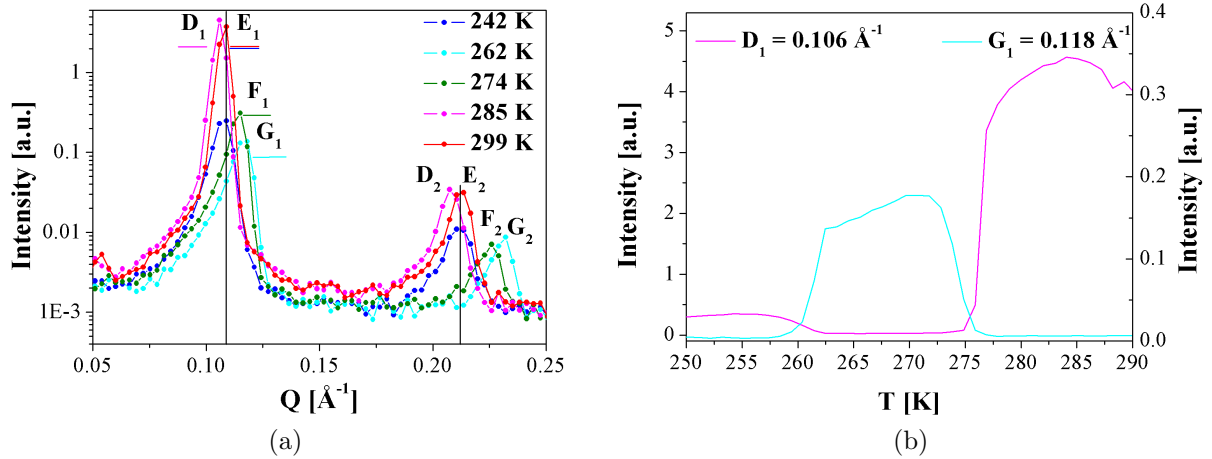 D₁ E₁
F₁
G₁
D₂ E₂
F₂ G₂
242 K
262 K
274 K
285 K
299 K
1
0.1
0.01
1E-3
Intensity [a.u.]
0.05 0.10 0.15 0.20 0.25
Q [Å⁻¹]
(a)
D₁ = 0.106 Å⁻¹ G₁ = 0.118 Å⁻¹
5
4
3
2
1
0
Intensity [a.u.]
0.4
0.3
0.2
0.1
0.0
Intensity [a.u.]
250 255 260 265 270 275 280 285 290
T [K]
(b)